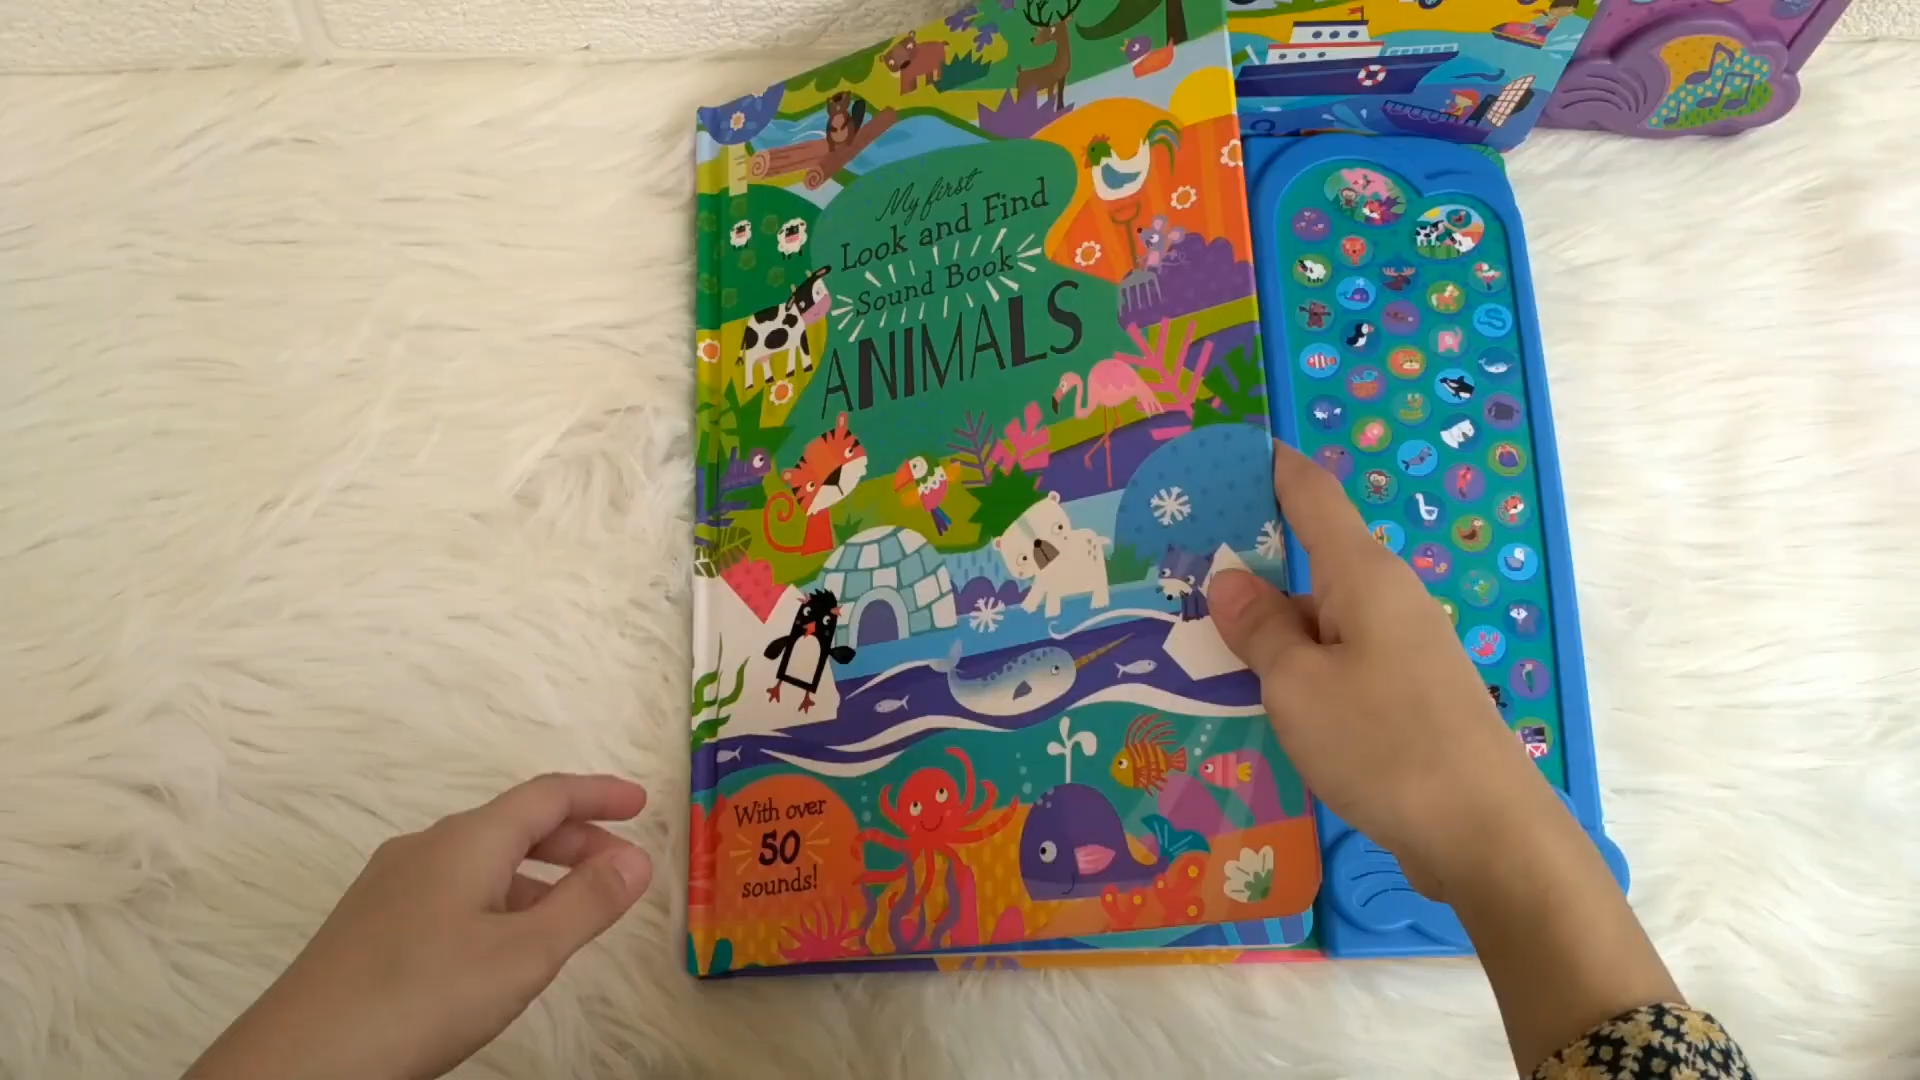 My first
Look and Find
Sound Book
ANIMALS
With over
50
sounds!